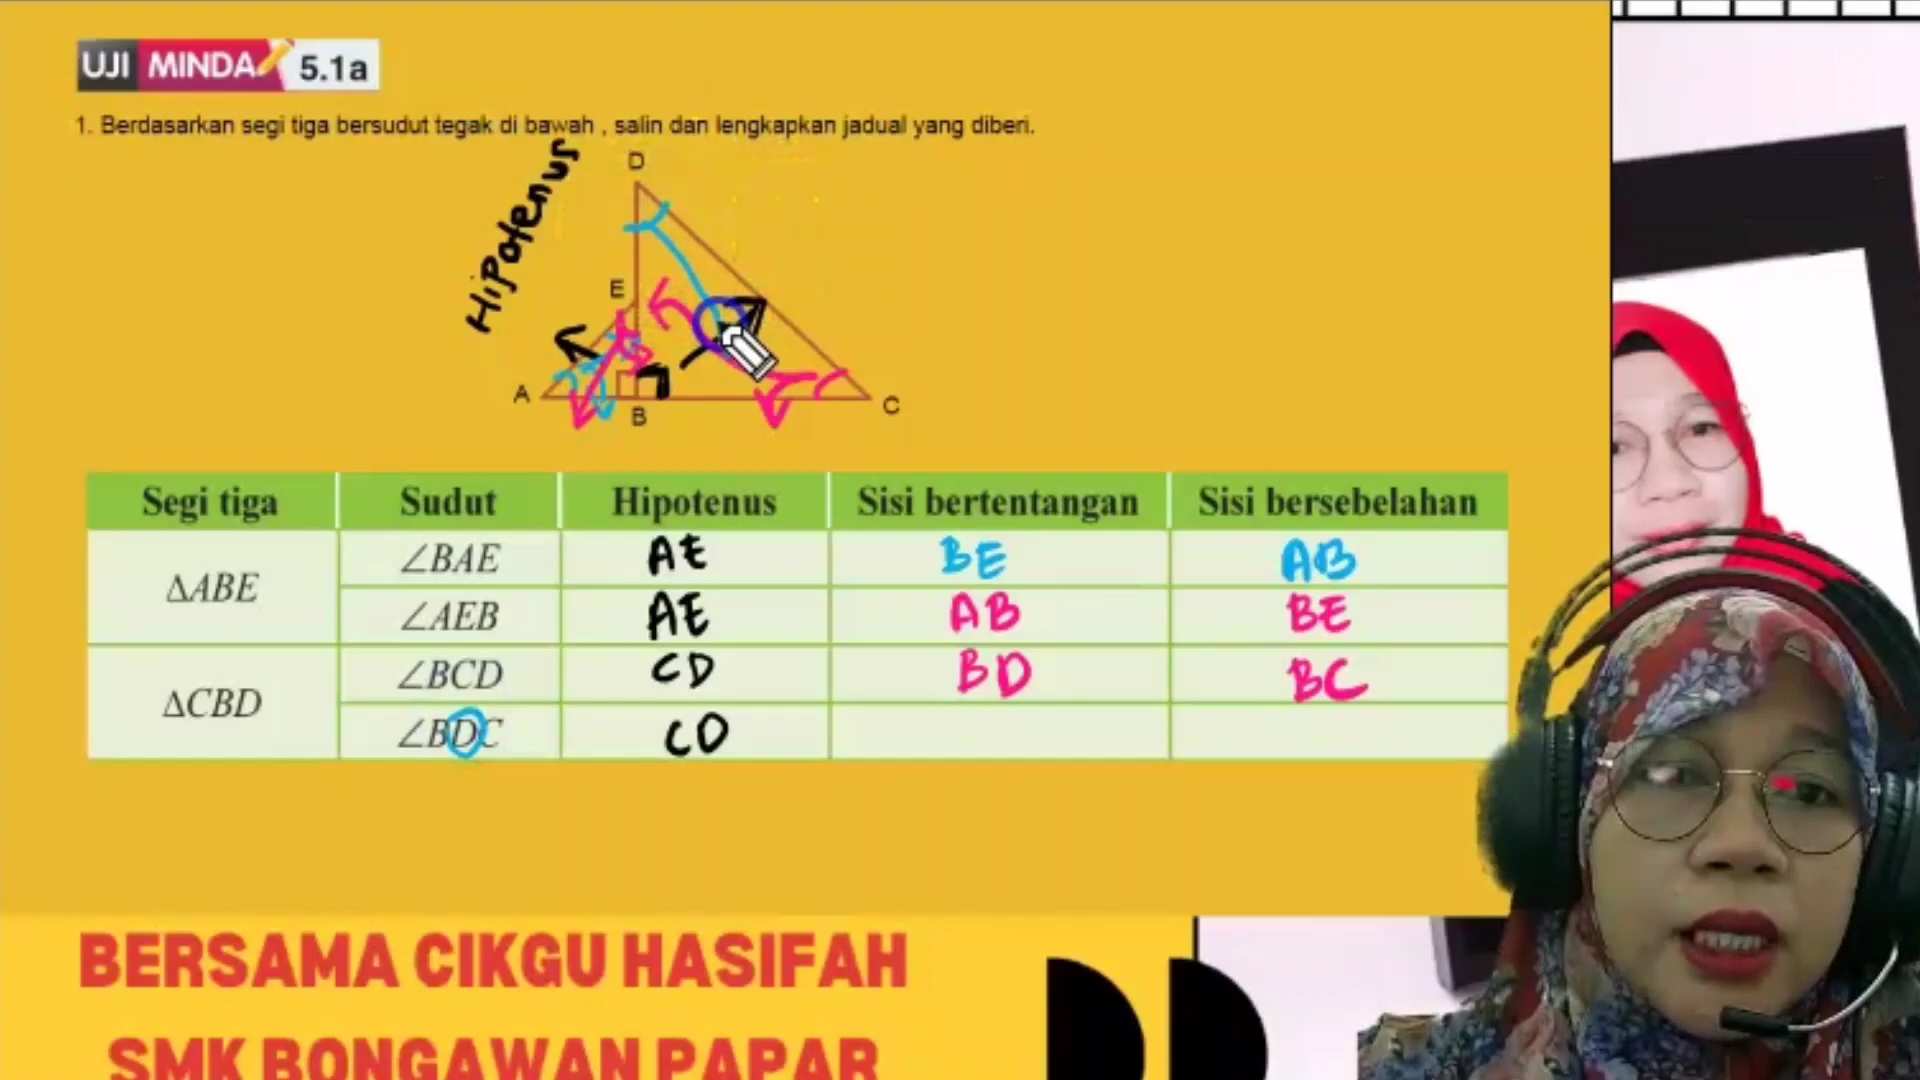 UJI MINDA 5.1a
1. Berdasarkan segi tiga bersudut tegak di bawah , salin dan lengkapkan jadual yang diberi.
Hipotenus
D
E
A
B
C
Segi tiga Sudut Hipotenus Sisi bertentangan Sisi bersebelahan
ΔABE ∠BAE AE BE AB
∠AEB AE AB BE
ΔCBD ∠BCD CD BD BC
∠BDC CD
BERSAMA CIKGU HASIFAH
SMK BONGAWAN PAPAR